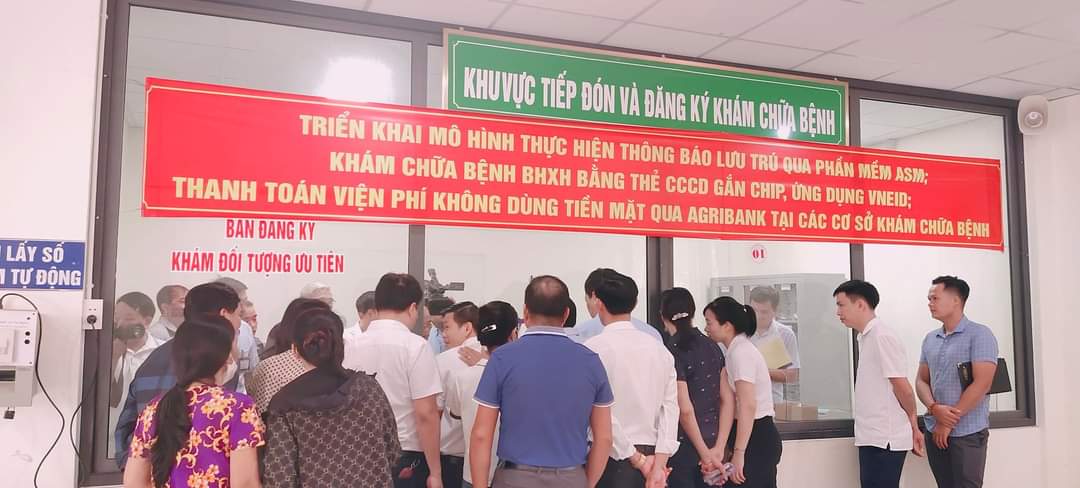 KHU VỰC TIẾP ĐÓN VÀ ĐĂNG KÝ KHÁM CHỮA BỆNH
TRIỂN KHAI MÔ HÌNH THỰC HIỆN THÔNG BÁO LƯU TRÚ QUA PHẦN MỀM ASM;
KHÁM CHỮA BỆNH BHXH BẰNG THẺ CCCD GẮN CHIP, ỨNG DỤNG VNEID;
THANH TOÁN VIỆN PHÍ KHÔNG DÙNG TIỀN MẶT QUA AGRIBANK TẠI CÁC CƠ SỞ KHÁM CHỮA BỆNH
BÀN ĐĂNG KÝ
KHÁM ĐỐI TƯỢNG ƯU TIÊN
LẤY SỐ
TỰ ĐỘNG
01